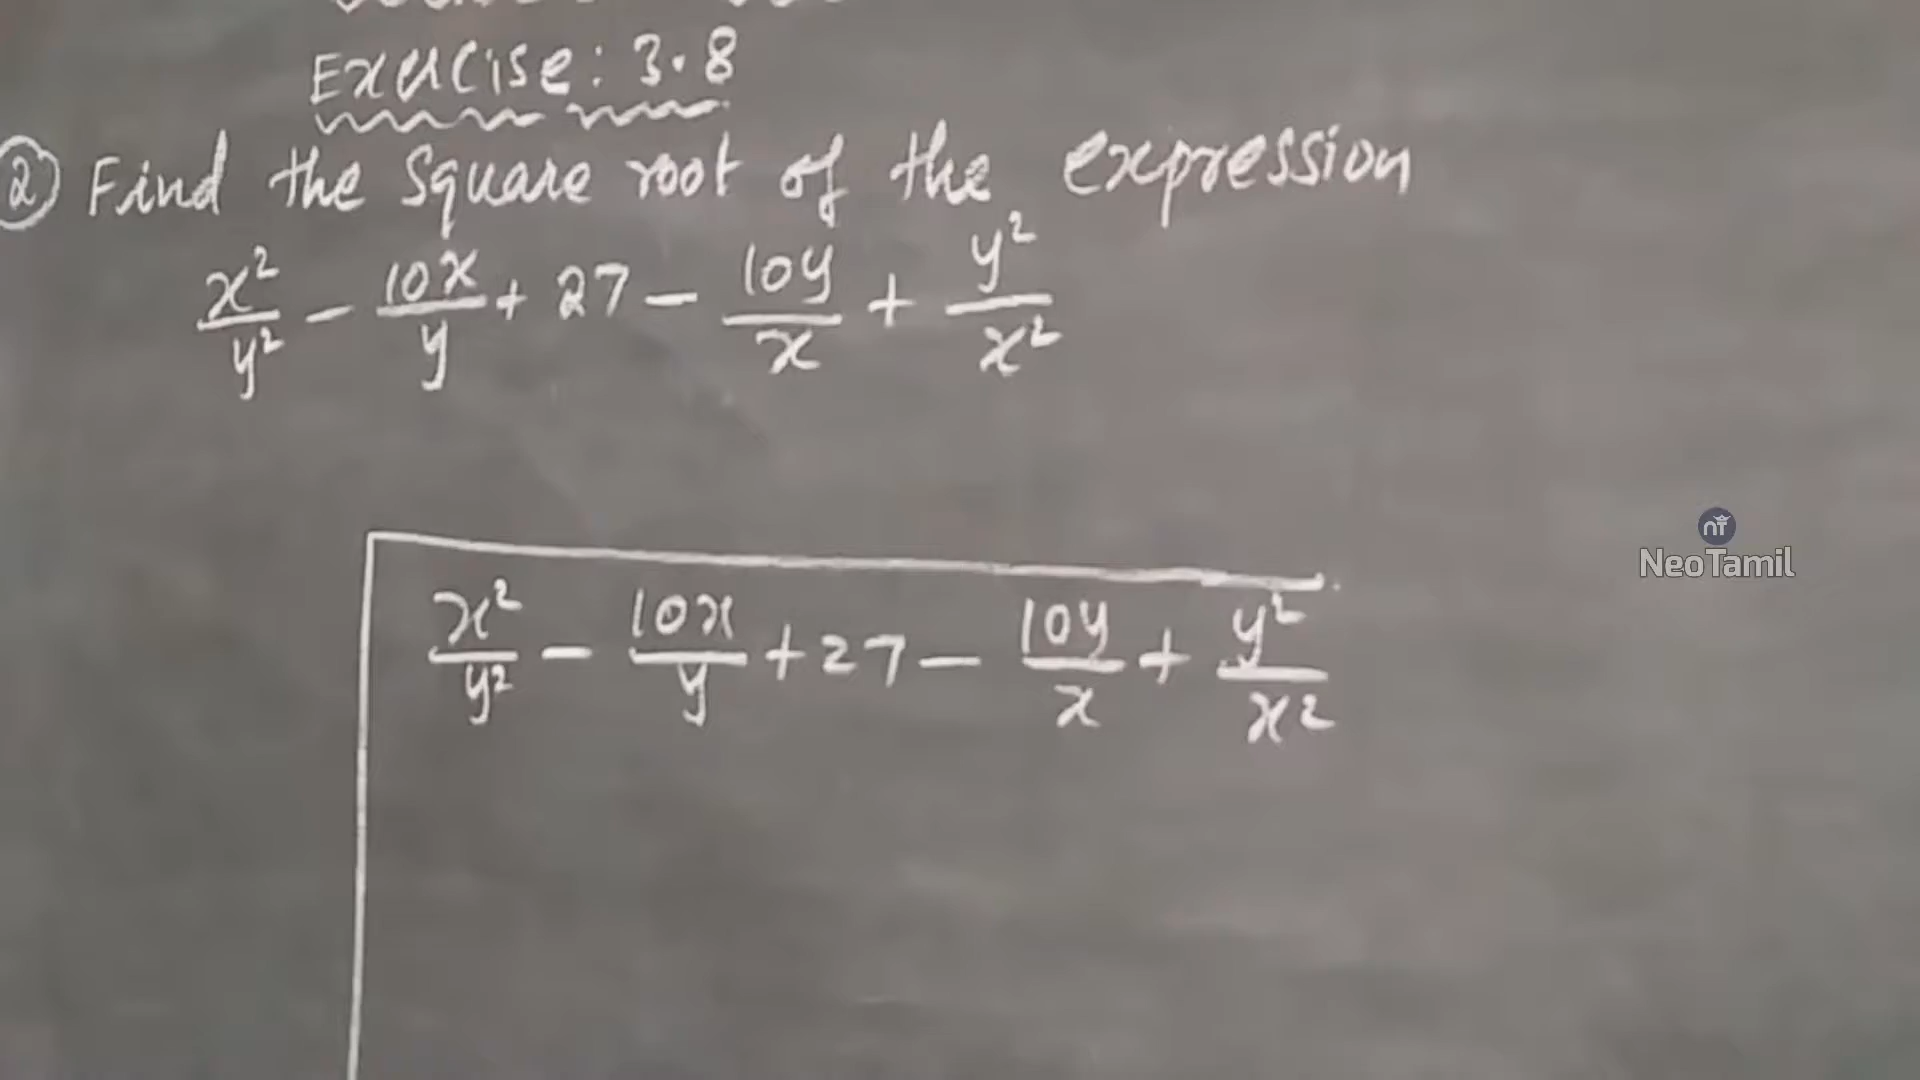 Exercise: 3.8
② Find the square root of the expression
x²/y² - 10x/y + 27 - 10y/x + y²/x²
x²/y² - 10x/y + 27 - 10y/x + y²/x²
nT
NeoTamil